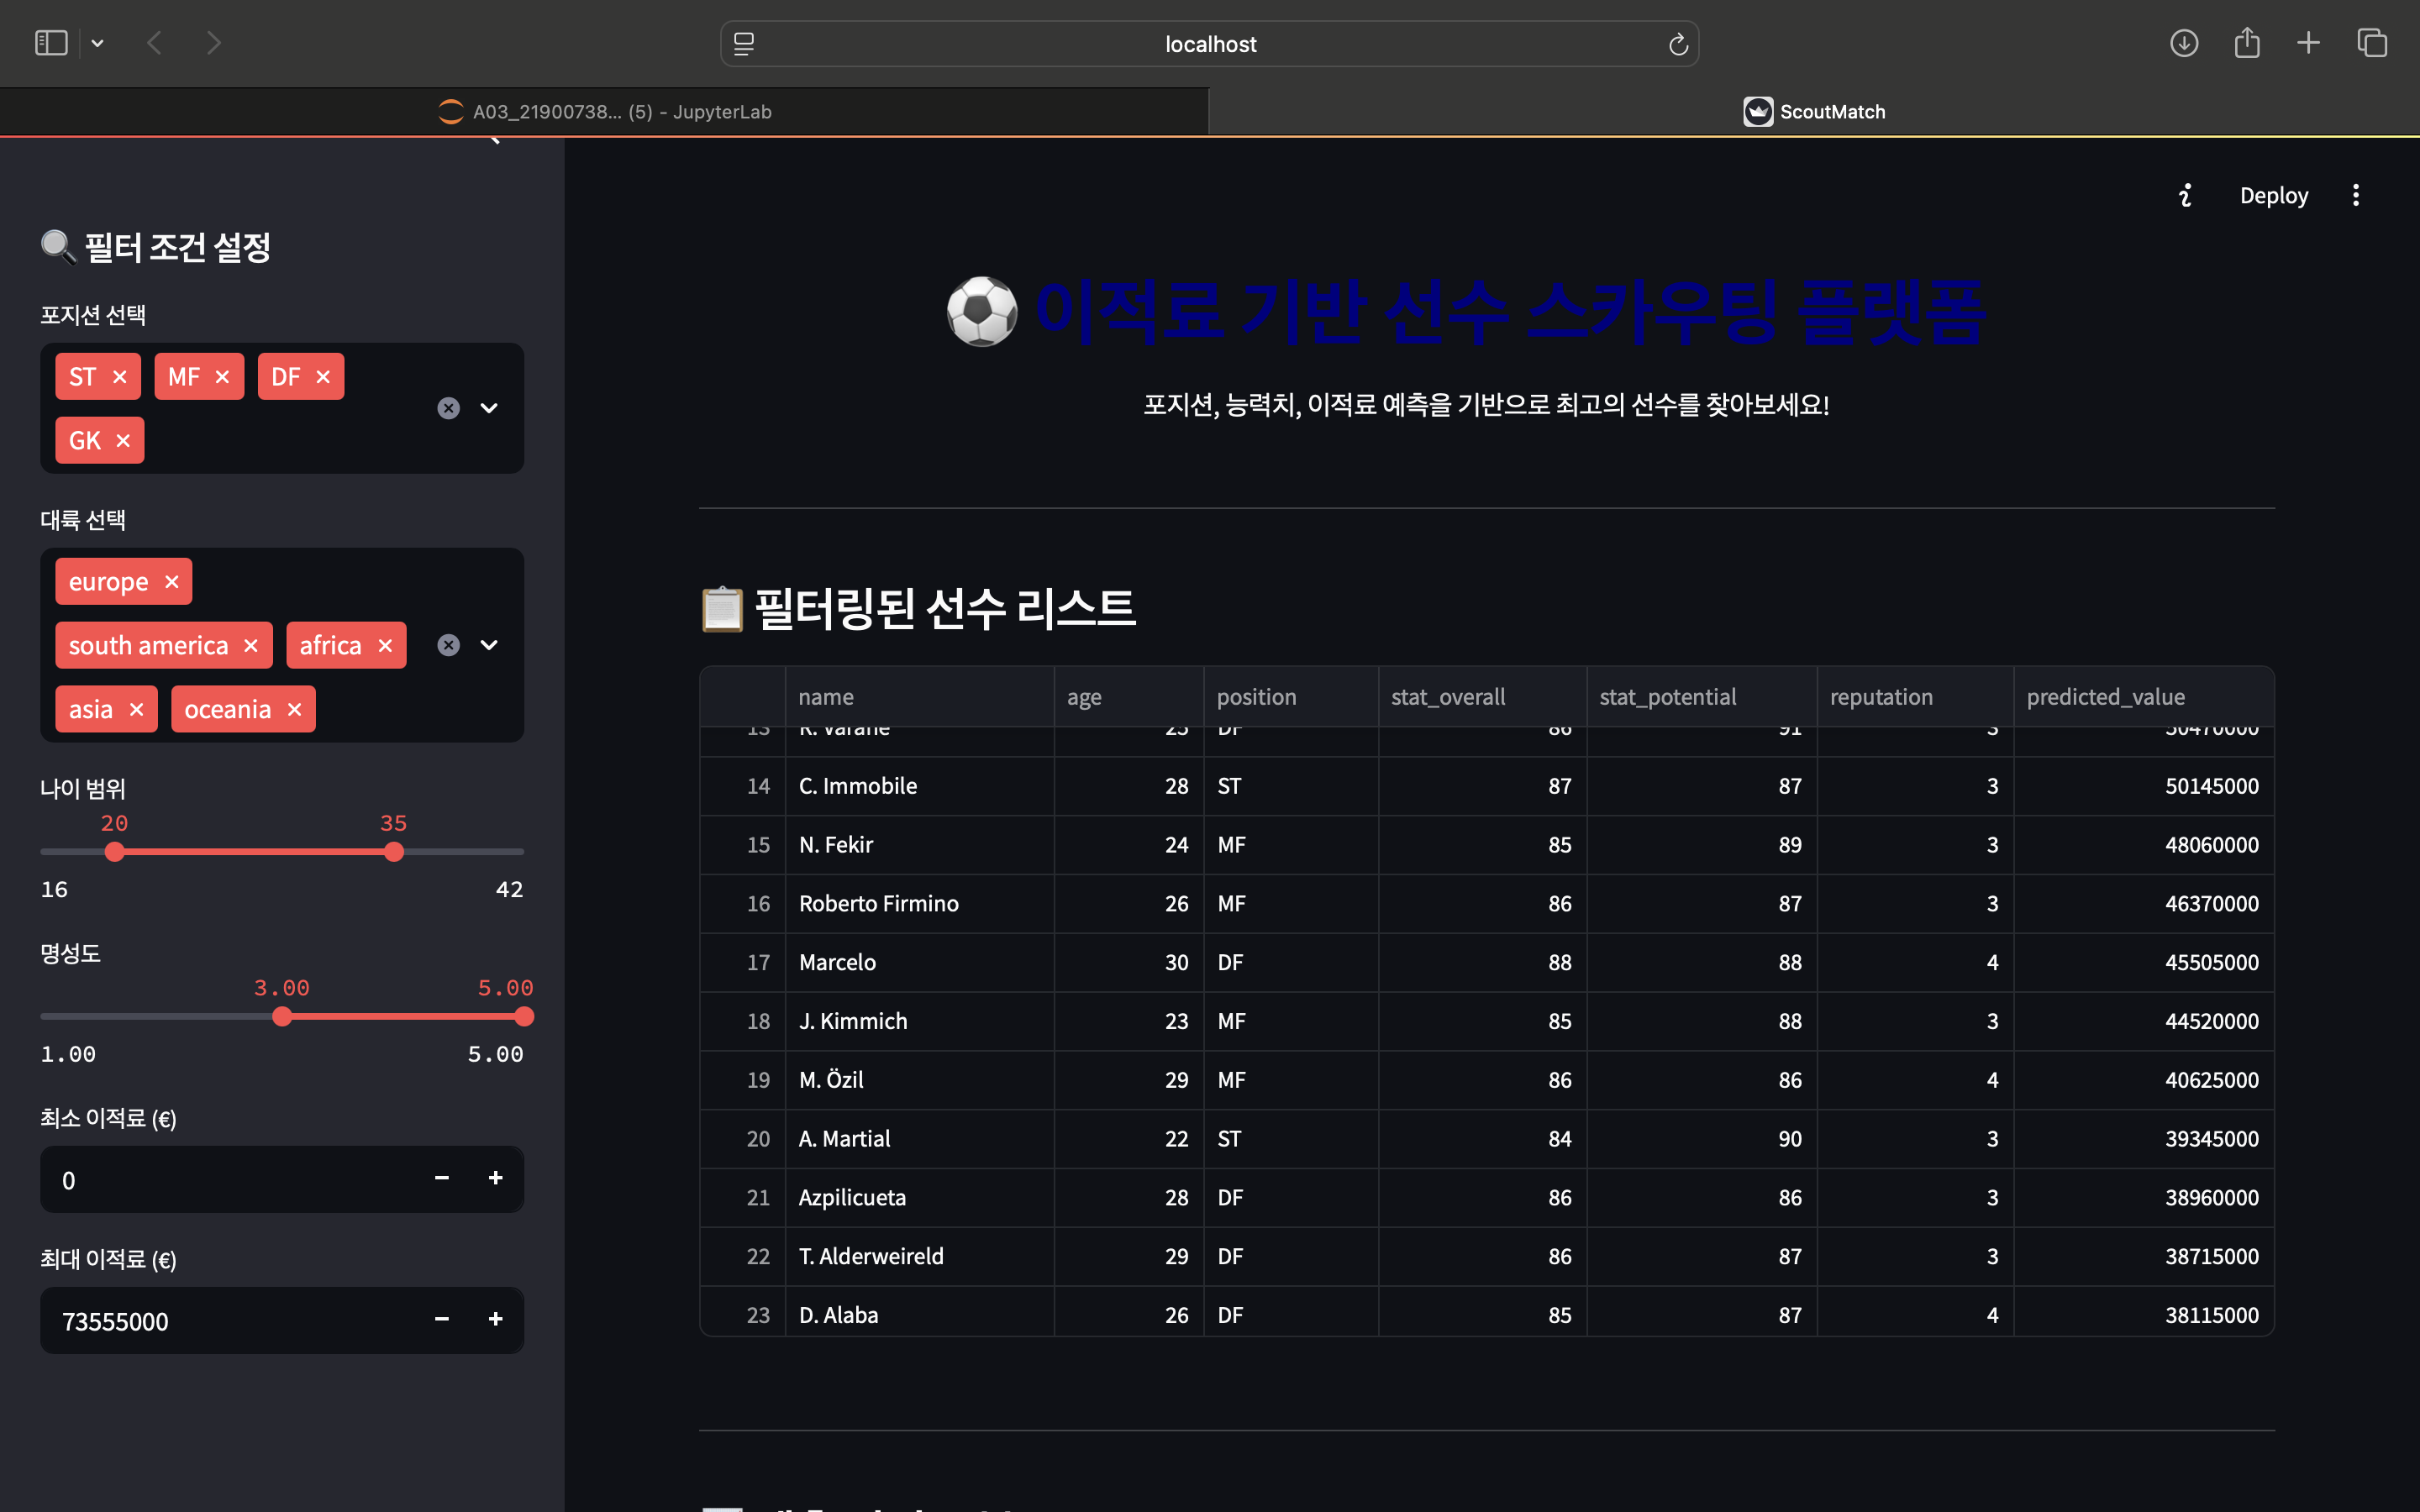 localhost
A03_21900738... (5) - JupyterLab
ScoutMatch
Deploy
필터 조건 설정
포지션 선택
ST MF DF
GK
대륙 선택
europe
south america africa
asia oceania
나이 범위
20 35
16 42
명성도
3.00 5.00
1.00 5.00
최소 이적료 (€)
0
최대 이적료 (€)
73555000
이적료 기반 선수 스카우팅 플랫폼
포지션, 능력치, 이적료 예측을 기반으로 최고의 선수를 찾아보세요!
필터링된 선수 리스트
name age position stat_overall stat_potential reputation predicted_value
13 R. Varane 25 DF 86 91 3 50470000
14 C. Immobile 28 ST 87 87 3 50145000
15 N. Fekir 24 MF 85 89 3 48060000
16 Roberto Firmino 26 MF 86 87 3 46370000
17 Marcelo 30 DF 88 88 4 45505000
18 J. Kimmich 23 MF 85 88 3 44520000
19 M. Özil 29 MF 86 86 4 40625000
20 A. Martial 22 ST 84 90 3 39345000
21 Azpilicueta 28 DF 86 86 3 38960000
22 T. Alderweireld 29 DF 86 87 3 38715000
23 D. Alaba 26 DF 85 87 4 38115000